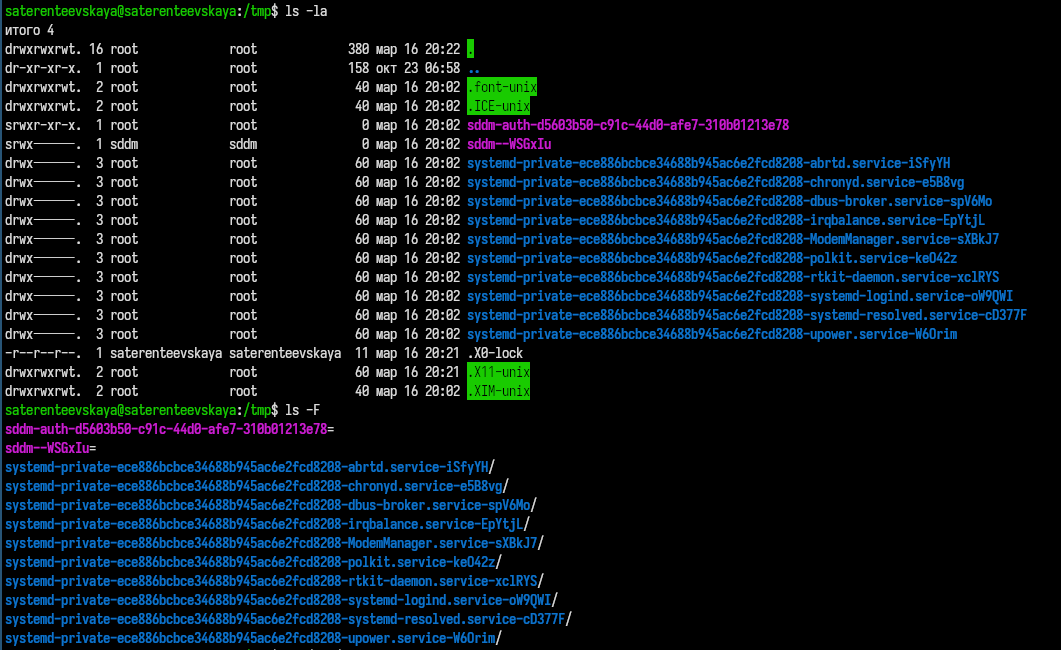 saterenteevskaya@saterenteevskaya:/tmp$ ls -la
итого 4
drwxrwxrwt. 16 root             root             380 мар 16 20:22 .
dr-xr-xr-x.  1 root             root             158 окт 23 06:58 ..
drwxrwxrwt.  2 root             root              40 мар 16 20:02 .font-unix
drwxrwxrwt.  2 root             root              40 мар 16 20:02 .ICE-unix
srwxr-xr-x.  1 root             root               0 мар 16 20:02 sddm-auth-d5603b50-c91c-44d0-afe7-310b01213e78
srwx------.  1 sddm             sddm               0 мар 16 20:02 sddm--WSGxIu
drwx------.  3 root             root              60 мар 16 20:02 systemd-private-ece886bcbce34688b945ac6e2fcd8208-abrtd.service-iSfyYH
drwx------.  3 root             root              60 мар 16 20:02 systemd-private-ece886bcbce34688b945ac6e2fcd8208-chronyd.service-e5B8vg
drwx------.  3 root             root              60 мар 16 20:02 systemd-private-ece886bcbce34688b945ac6e2fcd8208-dbus-broker.service-spV6Mo
drwx------.  3 root             root              60 мар 16 20:02 systemd-private-ece886bcbce34688b945ac6e2fcd8208-irqbalance.service-EpYtjL
drwx------.  3 root             root              60 мар 16 20:02 systemd-private-ece886bcbce34688b945ac6e2fcd8208-ModemManager.service-sXBkJ7
drwx------.  3 root             root              60 мар 16 20:02 systemd-private-ece886bcbce34688b945ac6e2fcd8208-polkit.service-keO42z
drwx------.  3 root             root              60 мар 16 20:02 systemd-private-ece886bcbce34688b945ac6e2fcd8208-rtkit-daemon.service-xclRYS
drwx------.  3 root             root              60 мар 16 20:02 systemd-private-ece886bcbce34688b945ac6e2fcd8208-systemd-logind.service-oW9QWI
drwx------.  3 root             root              60 мар 16 20:02 systemd-private-ece886bcbce34688b945ac6e2fcd8208-systemd-resolved.service-cD377F
drwx------.  3 root             root              60 мар 16 20:02 systemd-private-ece886bcbce34688b945ac6e2fcd8208-upower.service-W6Orim
-r--r--r--.  1 saterenteevskaya saterenteevskaya  11 мар 16 20:21 .X0-lock
drwxrwxrwt.  2 root             root              60 мар 16 20:21 .X11-unix
drwxrwxrwt.  2 root             root              40 мар 16 20:02 .XIM-unix
saterenteevskaya@saterenteevskaya:/tmp$ ls -F
sddm-auth-d5603b50-c91c-44d0-afe7-310b01213e78=
sddm--WSGxIu=
systemd-private-ece886bcbce34688b945ac6e2fcd8208-abrtd.service-iSfyYH/
systemd-private-ece886bcbce34688b945ac6e2fcd8208-chronyd.service-e5B8vg/
systemd-private-ece886bcbce34688b945ac6e2fcd8208-dbus-broker.service-spV6Mo/
systemd-private-ece886bcbce34688b945ac6e2fcd8208-irqbalance.service-EpYtjL/
systemd-private-ece886bcbce34688b945ac6e2fcd8208-ModemManager.service-sXBkJ7/
systemd-private-ece886bcbce34688b945ac6e2fcd8208-polkit.service-keO42z/
systemd-private-ece886bcbce34688b945ac6e2fcd8208-rtkit-daemon.service-xclRYS/
systemd-private-ece886bcbce34688b945ac6e2fcd8208-systemd-logind.service-oW9QWI/
systemd-private-ece886bcbce34688b945ac6e2fcd8208-systemd-resolved.service-cD377F/
systemd-private-ece886bcbce34688b945ac6e2fcd8208-upower.service-W6Orim/